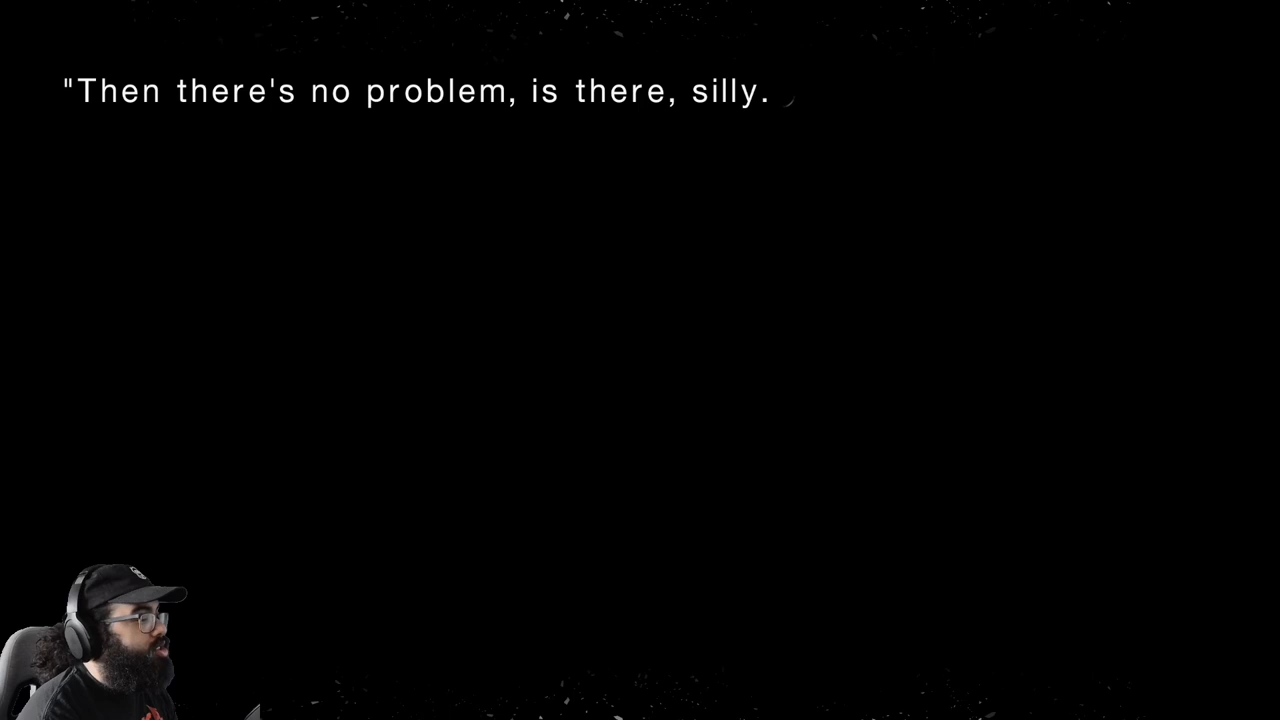 "Then there's no problem, is there, silly.